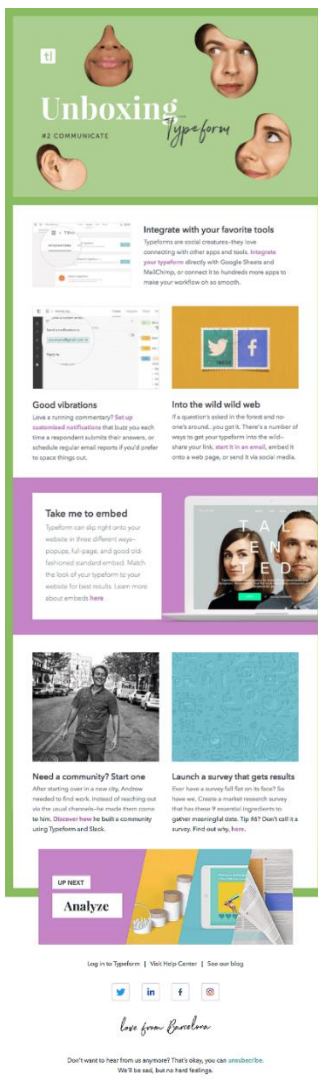 Unboxing
Typeform
#2 COMMUNICATE
Integrate with your favorite tools
Typeforms are social creatures–they love
connecting with other apps and tools. Integrate
your typeform directly with Google Sheets and
MailChimp, or connect it to hundreds more apps to
make your workflow oh so smooth.
Good vibrations
Love a running commentary? Set up
customized notifications that buzz you each
time a respondent submits their answers, or
schedule regular email reports if you'd prefer
to space things out.
Into the wild wild web
If a question's asked in the forest and no-
one's around...you get it. There's a number of
ways to get your typeform into the wild–
share your link, start it in an email, embed it
onto a web page, or send it via social media.
Take me to embed
Typeform can slip right onto your
website in three different ways–
popups, full-page, and good old-
fashioned standard embed. Match
the look of your typeform to your
website for best results. Learn more
about embeds here.
TAL
EN
TED
Need a community? Start one
After starting over in a new city, Andrew
needed to find work. Instead of reaching out
via the usual channels–he made them come
to him. Discover how he built a community
using Typeform and Slack.
Launch a survey that gets results
Ever have a survey fall flat on its face? So
have we. Create a market research survey
that has these 9 essential ingredients to
gather meaningful data. Tip #6? Don't call it a
survey. Find out why, here.
UP NEXT
Analyze
Log in to Typeform | Visit Help Center | See our blog
love from Barcelona
Don't want to hear from us anymore? That's okay, you can unsubscribe.
We'll be sad, but no hard feelings.